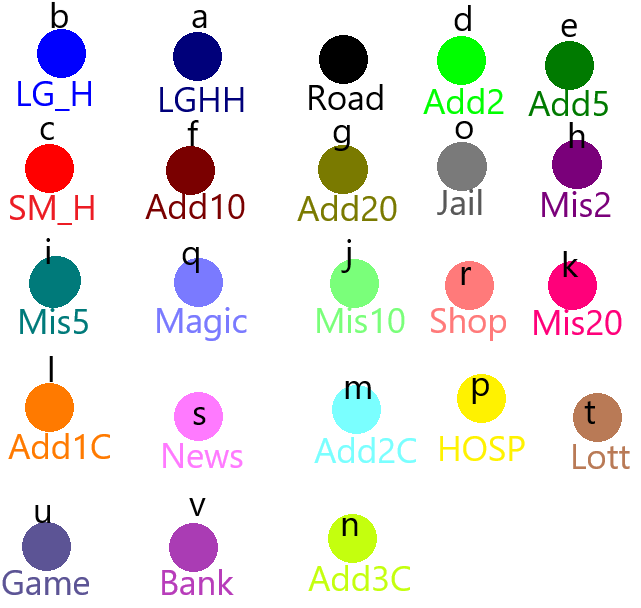 b a d e
LG_H LGHH Road Add2 Add5
c f g o h
SM_H Add10 Add20 Jail Mis2
i q j r k
Mis5 Magic Mis10 Shop Mis20
l s m p t
Add1C News Add2C HOSP Lott
u v n
Game Bank Add3C